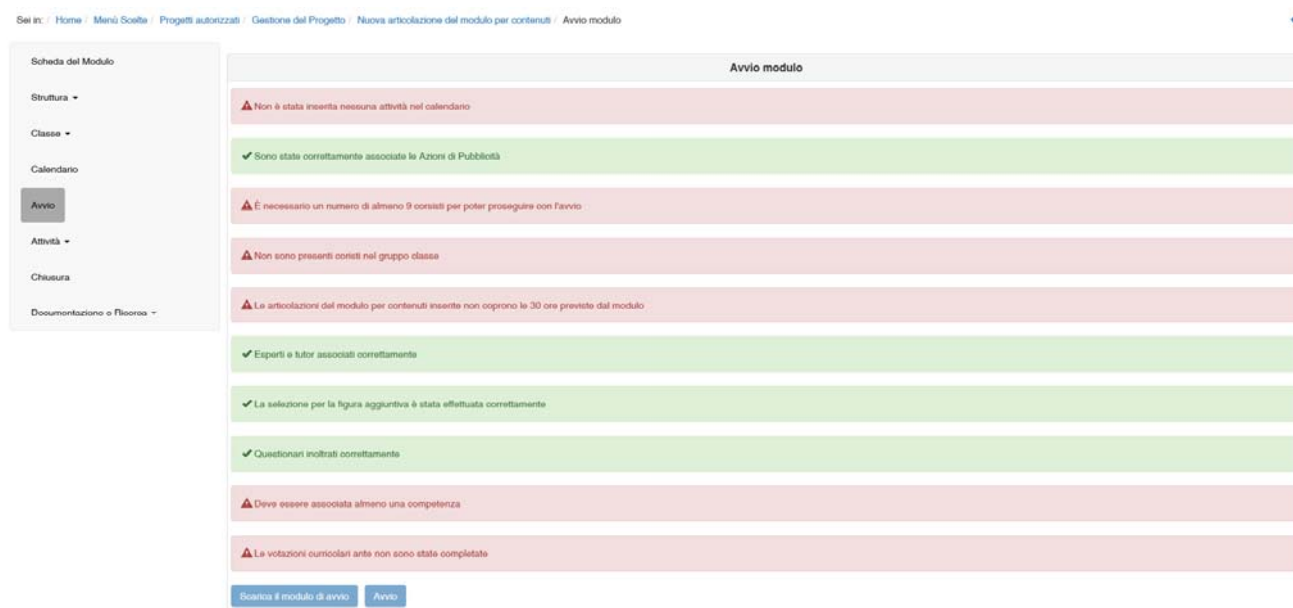 Sei in: / Home / Menù Scelte / Progetti autorizzati / Gestione del Progetto / Nuova articolazione del modulo per contenuti / Avvio modulo
Scheda del Modulo
Struttura
Classe
Calendario
Avvio
Attività
Chiusura
Documentazione e Ricerca
Avvio modulo
Non è stata inserita nessuna attività nel calendario
Sono state correttamente associate le Azioni di Pubblicità
È necessario un numero di almeno 9 corsisti per poter proseguire con l'avvio
Non sono presenti corsisti nel gruppo classe
Le articolazioni del modulo per contenuti inserite non coprono le 30 ore previste dal modulo
Esperti e tutor associati correttamente
La selezione per la figura aggiuntiva è stata effettuata correttamente
Questionari inoltrati correttamente
Deve essere associata almeno una competenza
Le votazioni curricolari ante non sono state completate
Scarica il modulo di avvio
Avvio